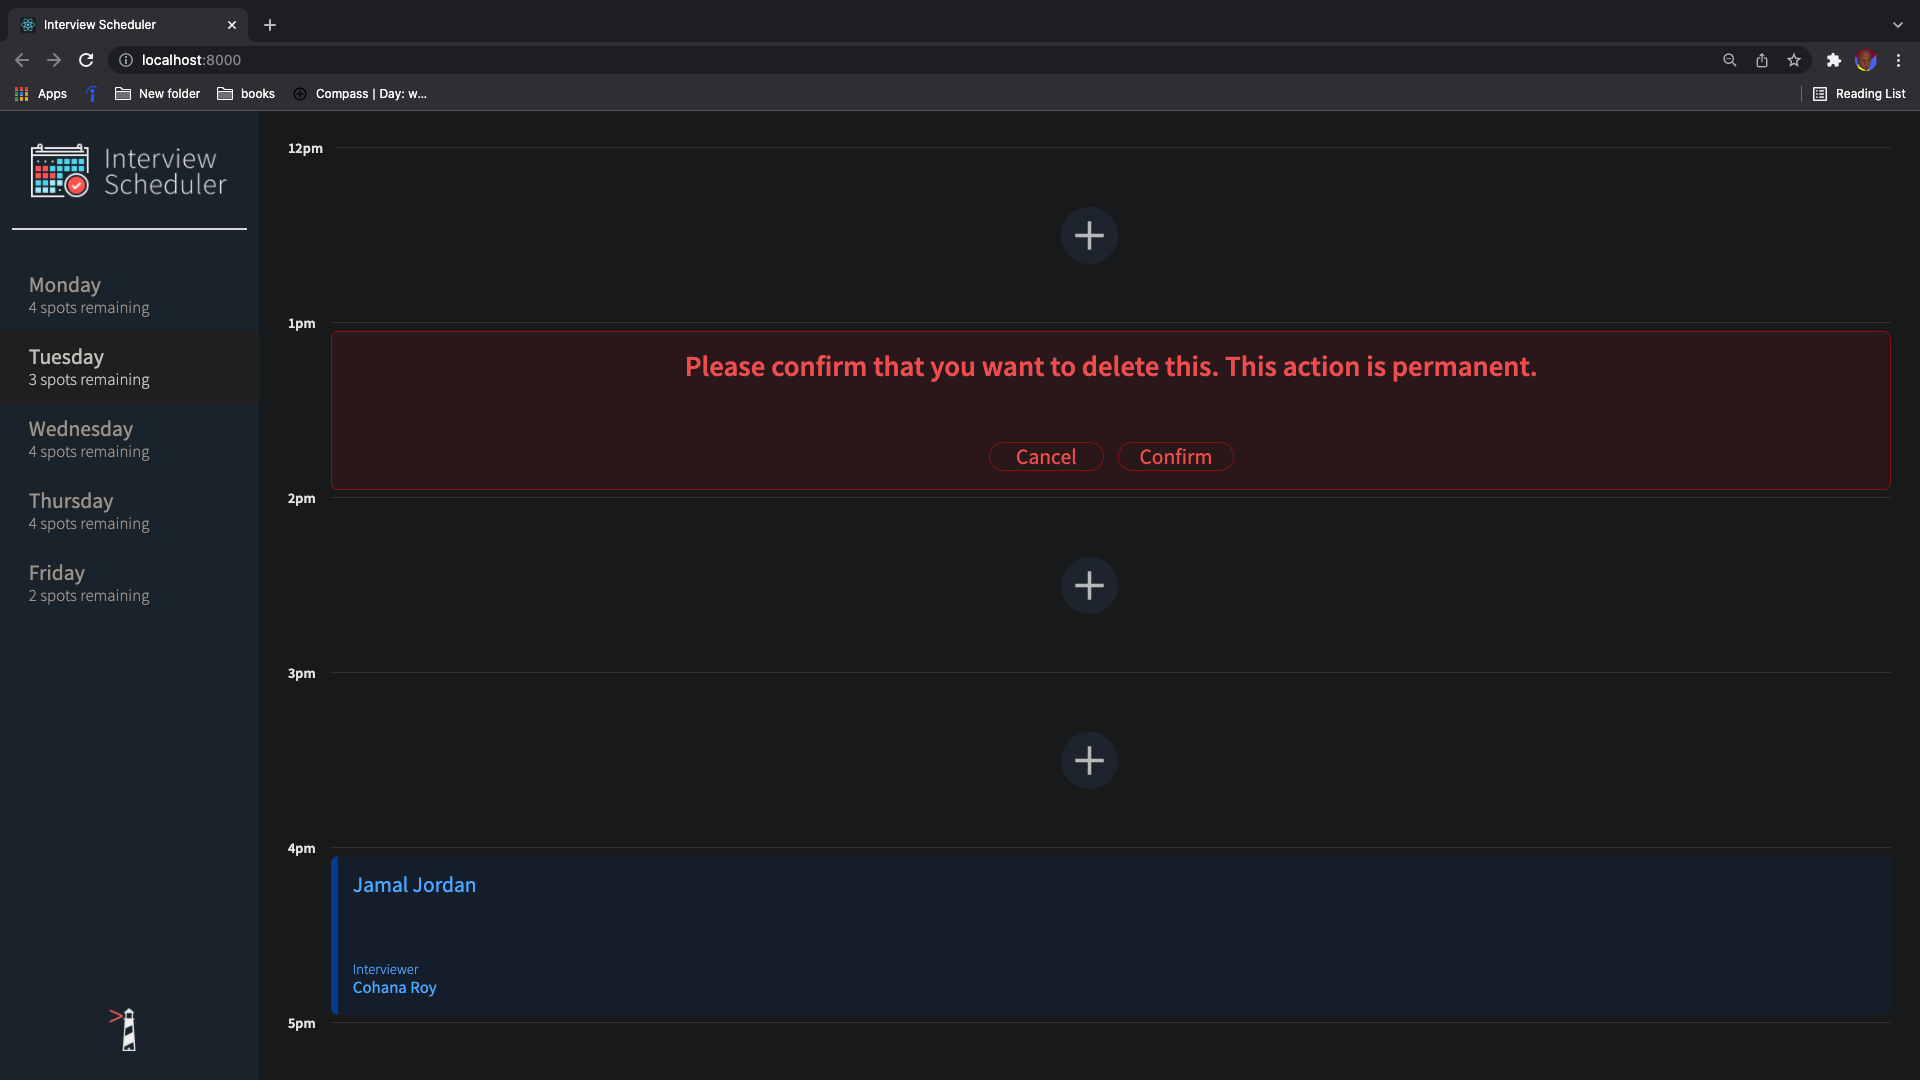 Interview Scheduler
localhost:8000
Apps
New folder
books
Compass | Day: w...
Reading List
Interview
Scheduler
Monday
4 spots remaining
Tuesday
3 spots remaining
Wednesday
4 spots remaining
Thursday
4 spots remaining
Friday
2 spots remaining
12pm
1pm
Please confirm that you want to delete this. This action is permanent.
Cancel
Confirm
2pm
3pm
4pm
Jamal Jordan
Interviewer
Cohana Roy
5pm